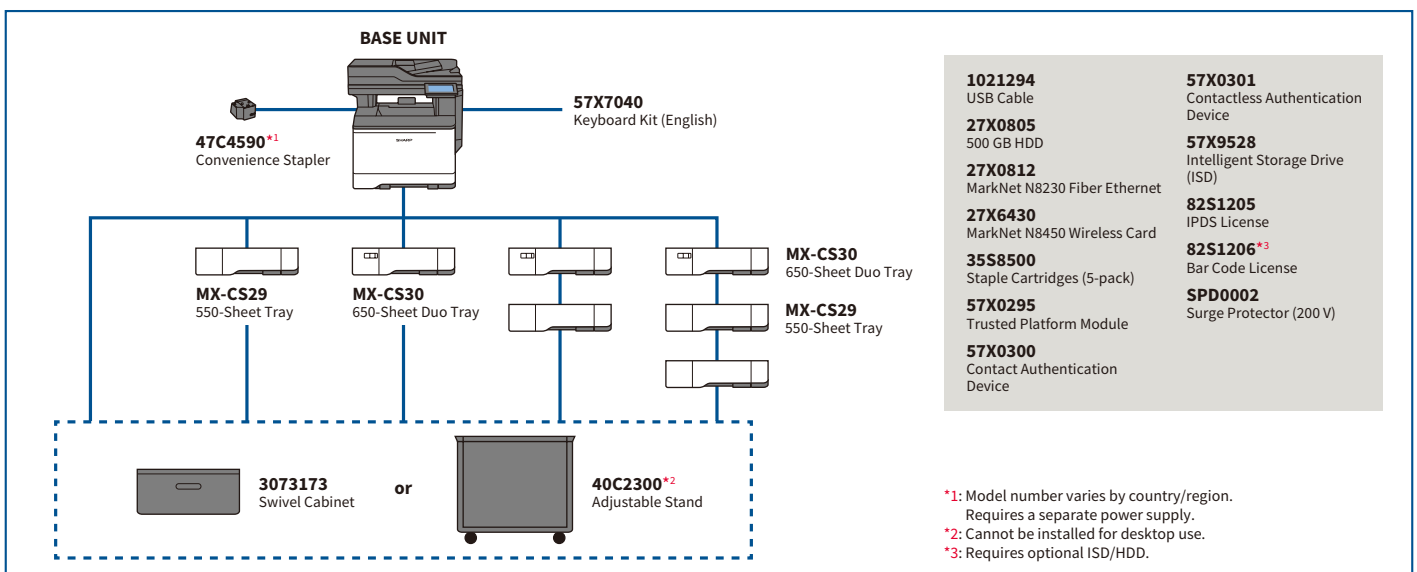 BASE UNIT
SHARP
47C4590*1
Convenience Stapler
57X7040
Keyboard Kit (English)
MX-CS29
550-Sheet Tray
MX-CS30
650-Sheet Duo Tray
MX-CS30
650-Sheet Duo Tray
MX-CS29
550-Sheet Tray
3073173
Swivel Cabinet
or
40C2300*2
Adjustable Stand
1021294
USB Cable
27X0805
500 GB HDD
27X0812
MarkNet N8230 Fiber Ethernet
27X6430
MarkNet N8450 Wireless Card
35S8500
Staple Cartridges (5-pack)
57X0295
Trusted Platform Module
57X0300
Contact Authentication
Device
57X0301
Contactless Authentication
Device
57X9528
Intelligent Storage Drive
(ISD)
82S1205
IPDS License
82S1206*3
Bar Code License
SPD0002
Surge Protector (200 V)
*1: Model number varies by country/region.
Requires a separate power supply.
*2: Cannot be installed for desktop use.
*3: Requires optional ISD/HDD.